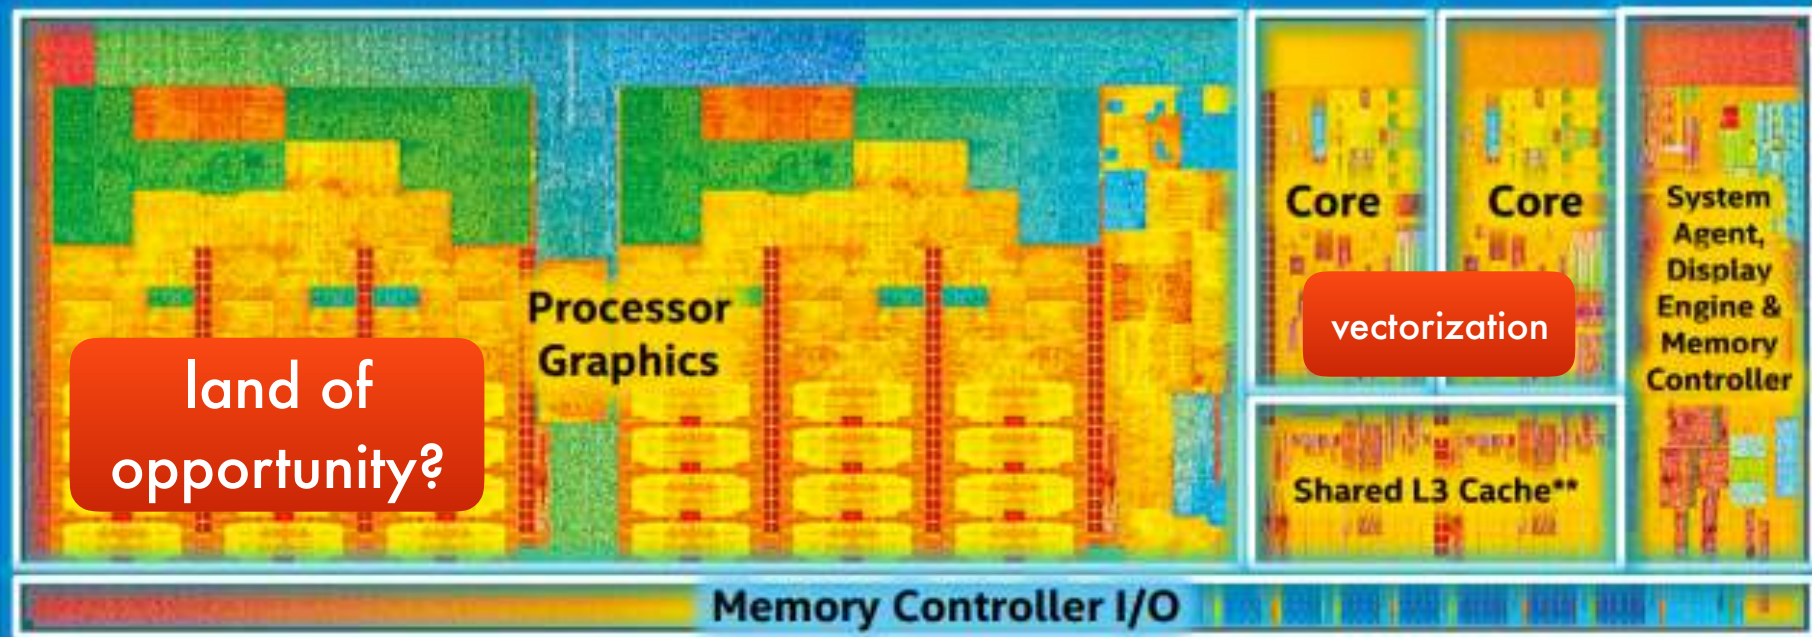 Processor
Graphics
land of
opportunity?
Core
Core
vectorization
Shared L3 Cache**
System
Agent,
Display
Engine &
Memory
Controller
Memory Controller I/O